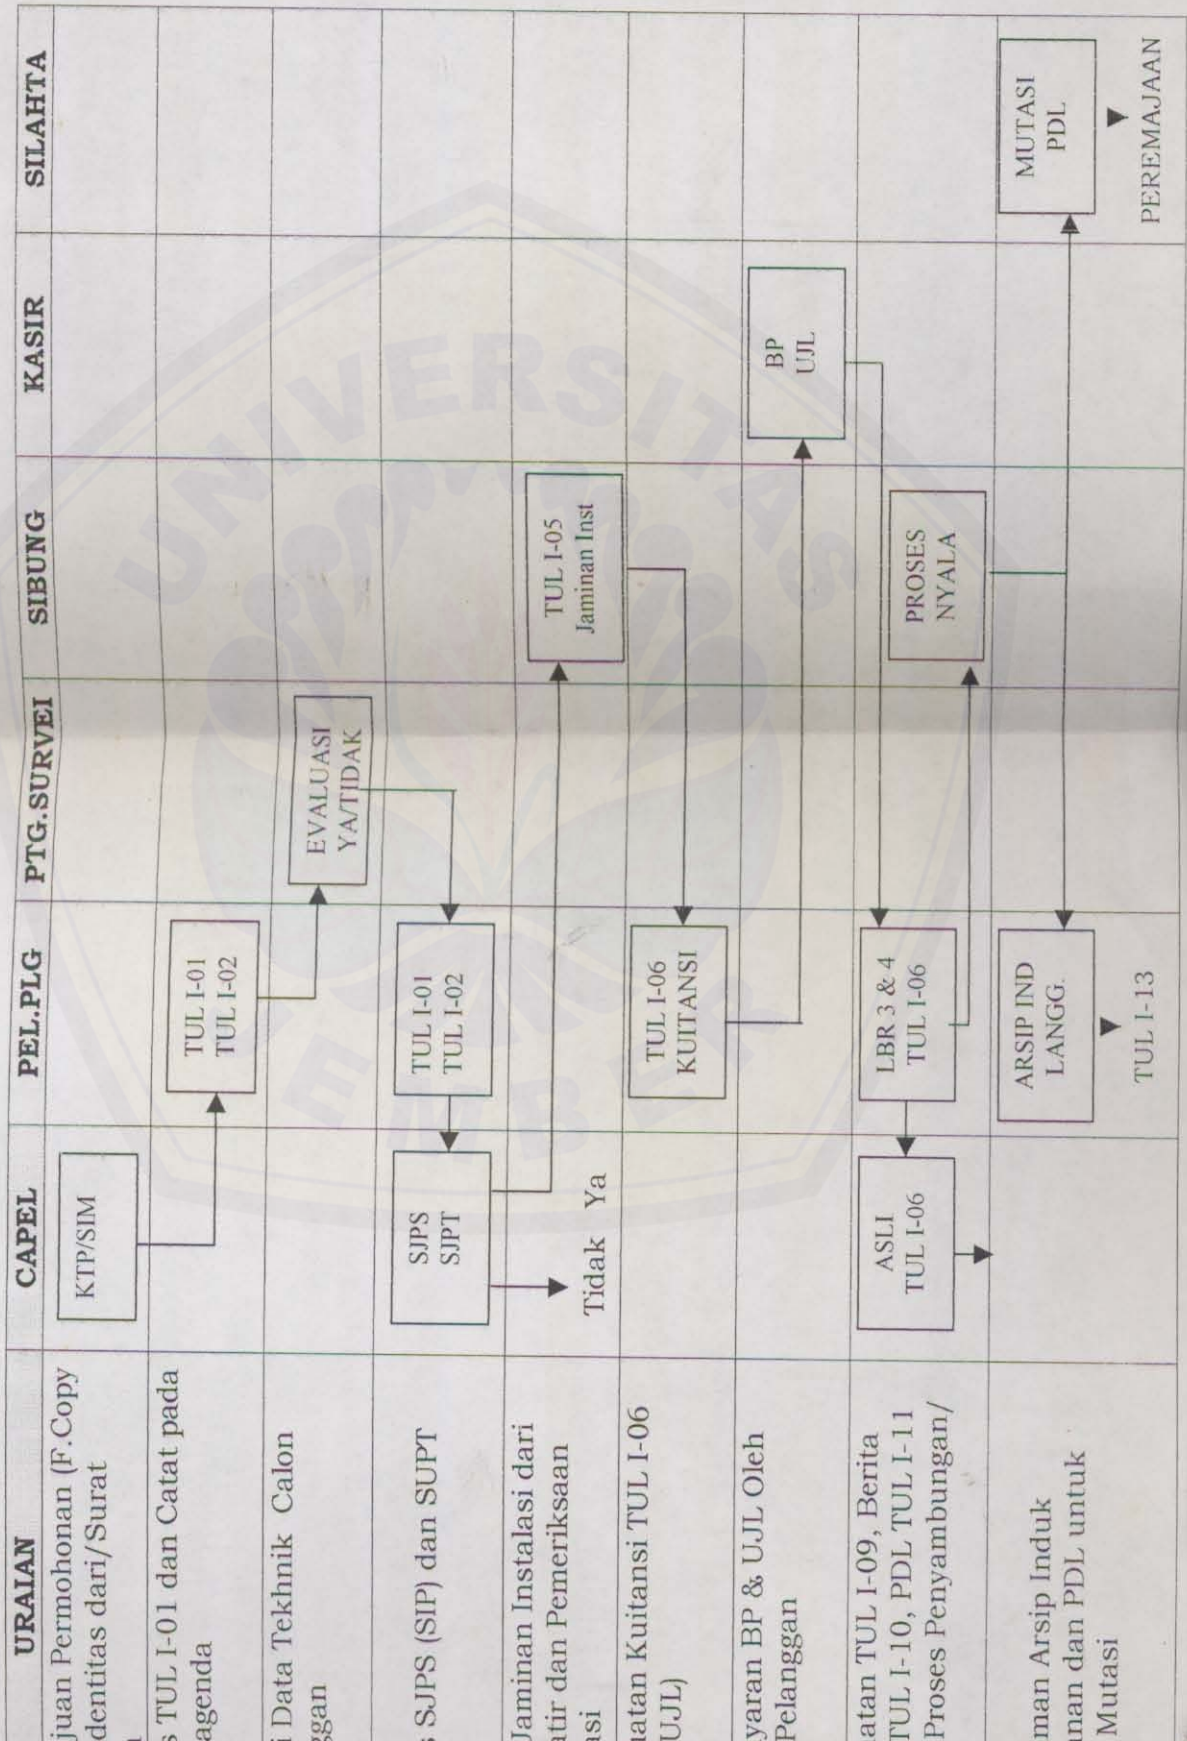 URAIAN
CAPEL
PEL.PLG
PTG.SURVEI
SIBUNG
KASIR
SILAHTA
juan Permohonan (F.Copy
dentitas dari/Surat
KTP/SIM
s TUL I-01 dan Catat pada
agenda
TUL I-01
TUL I-02
i Data Tekhnik Calon
ggan
EVALUASI
YA/TIDAK
s SJPS (SIP) dan SUPT
SJPS
SJPT
TUL I-01
TUL I-02
Jaminan Instalasi dari
atir dan Pemeriksaan
asi
Tidak Ya
TUL I-05
Jaminan Inst
uatan Kuitansi TUL I-06
UJL)
TUL I-06
KUITANSI
yaran BP & UJL Oleh
Pelanggan
BP
UJL
atan TUL I-09, Berita
TUL I-10, PDL TUL I-11
Proses Penyambungan/
ASLI
TUL I-06
LBR 3 & 4
TUL I-06
PROSES
NYALA
man Arsip Induk
nan dan PDL untuk
Mutasi
ARSIP IND
LANGG.
TUL I-13
MUTASI
PDL
PEREMAJAAN
UNIVERSITAS
JEMBER